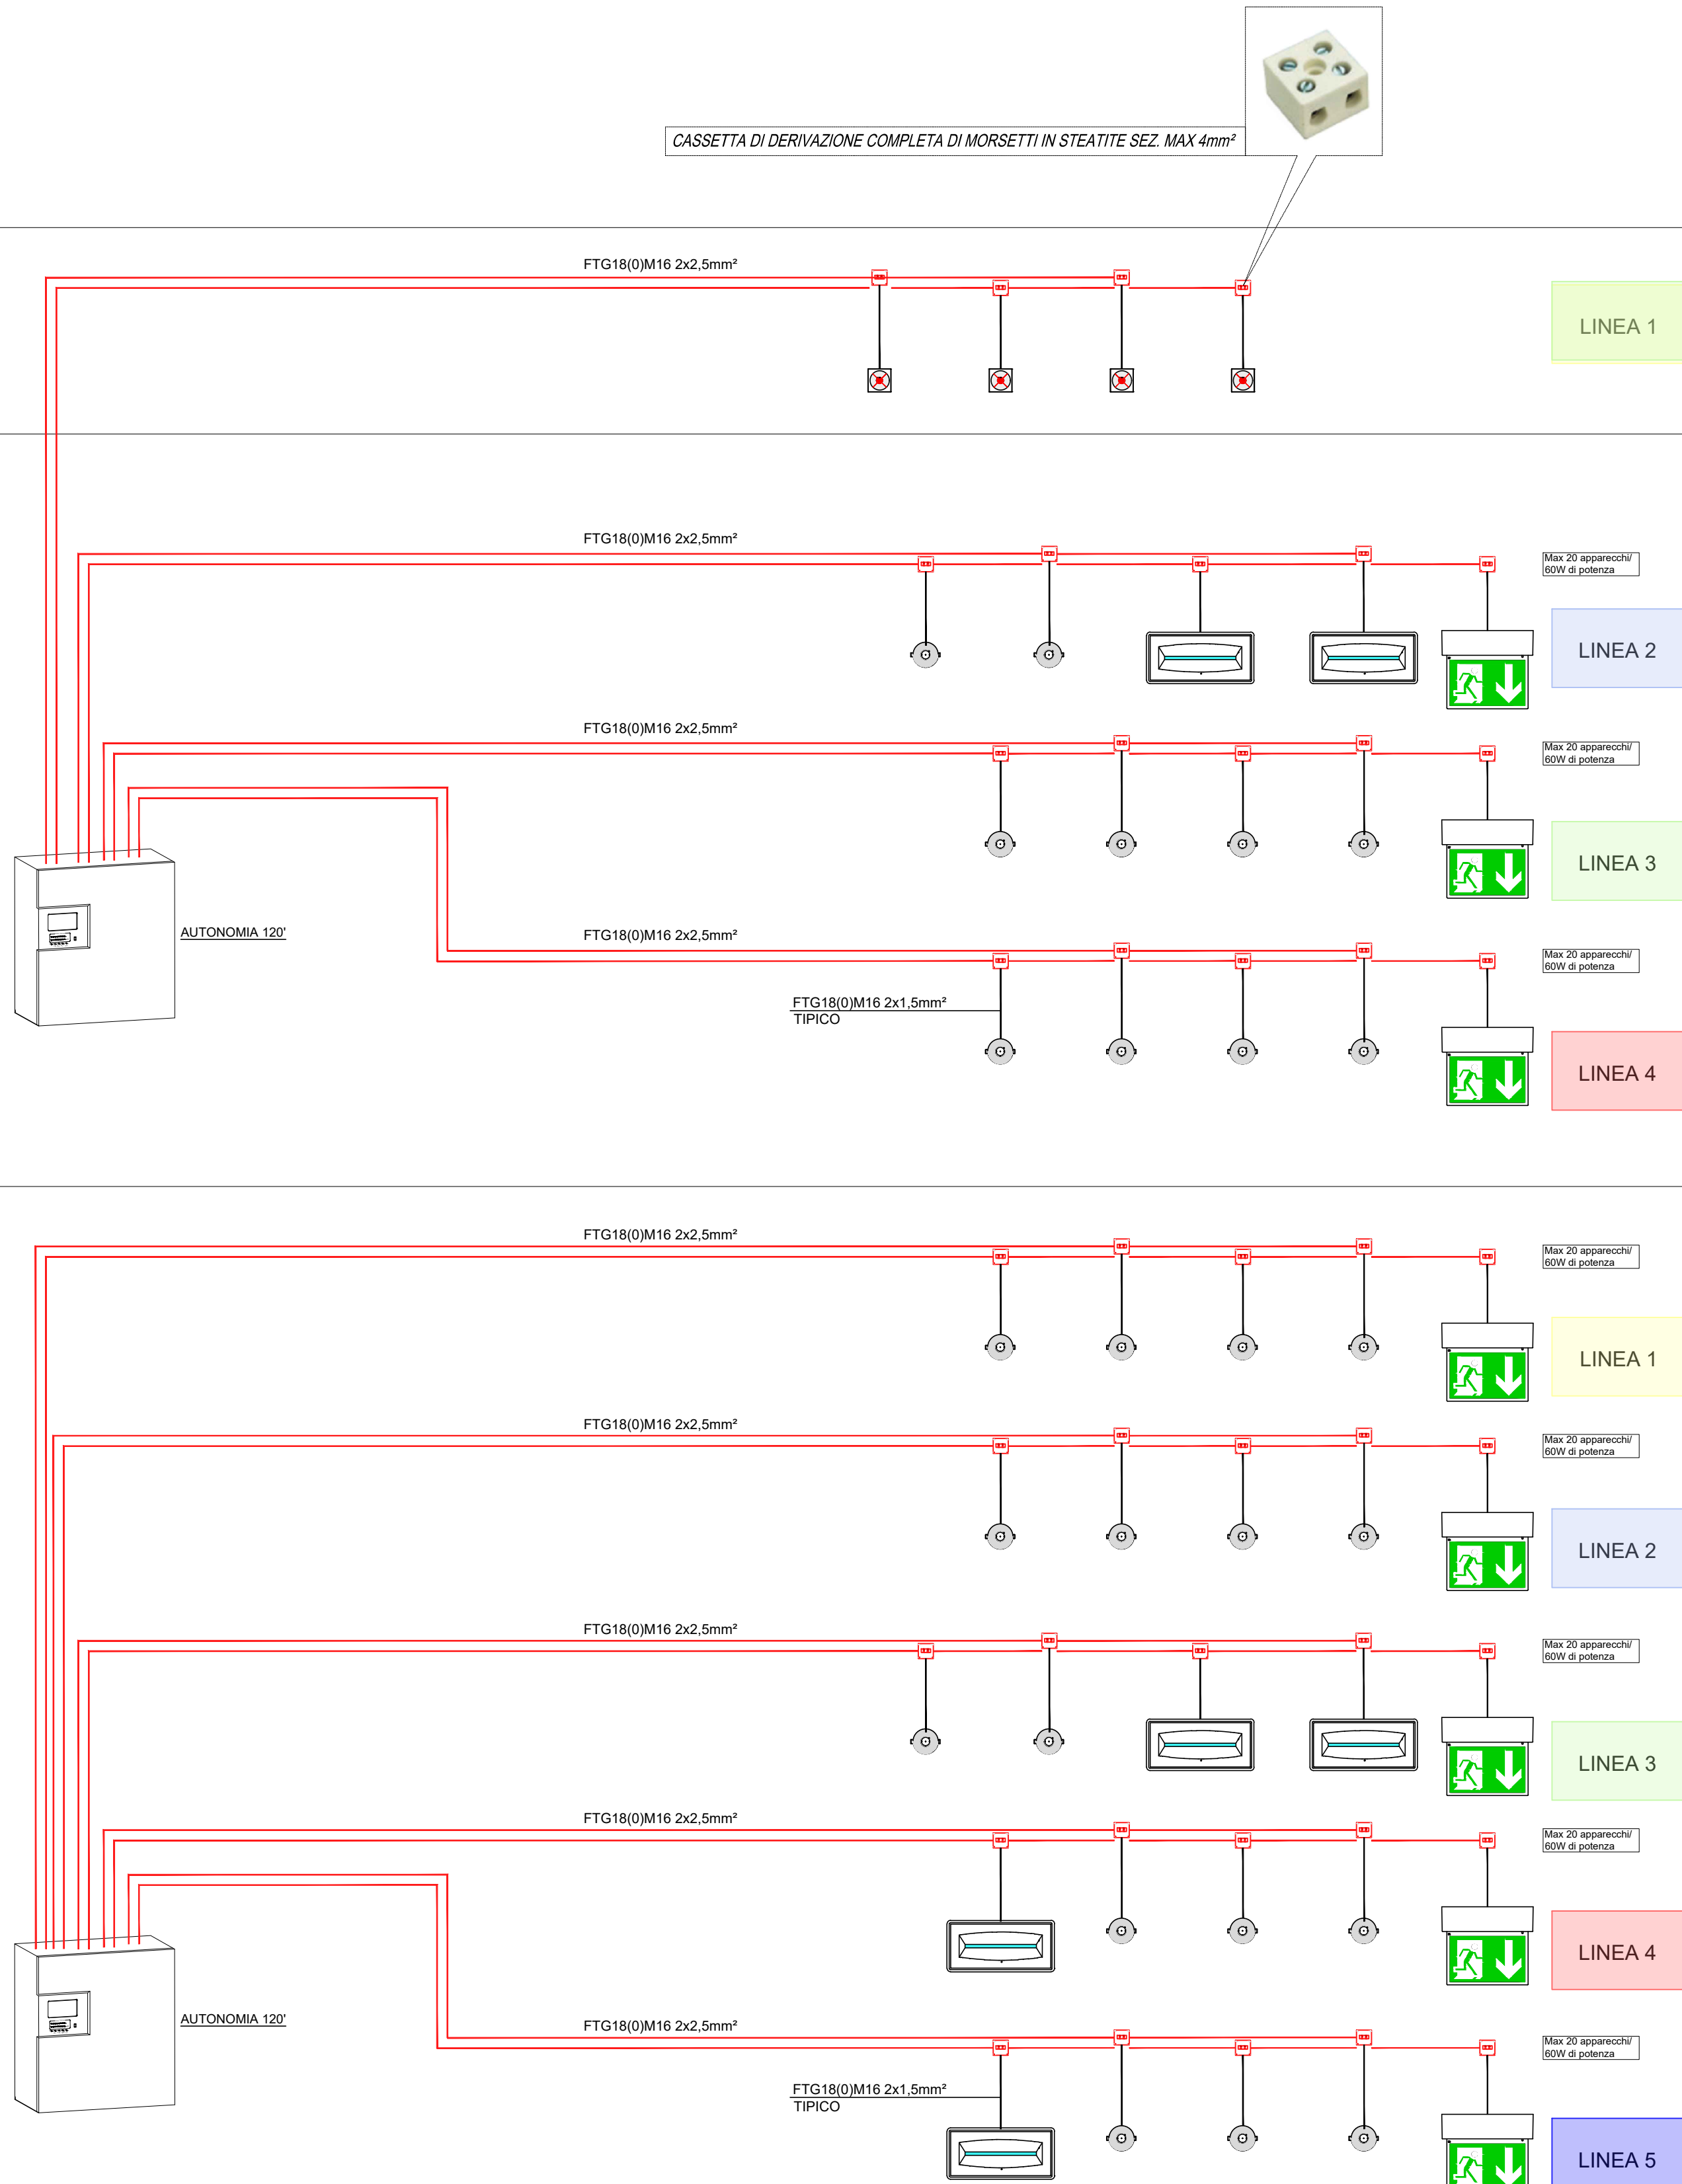 CASSETTA DI DERIVAZIONE COMPLETA DI MORSETTI IN STEATITE SEZ. MAX 4mm²
FTG18(0)M16 2x2,5mm²
LINEA 1
FTG18(0)M16 2x2,5mm²
Max 20 apparecchi/
60W di potenza
LINEA 2
FTG18(0)M16 2x2,5mm²
Max 20 apparecchi/
60W di potenza
LINEA 3
AUTONOMIA 120'
FTG18(0)M16 2x2,5mm²
Max 20 apparecchi/
60W di potenza
FTG18(0)M16 2x1,5mm²
TIPICO
LINEA 4
FTG18(0)M16 2x2,5mm²
Max 20 apparecchi/
60W di potenza
LINEA 1
FTG18(0)M16 2x2,5mm²
Max 20 apparecchi/
60W di potenza
LINEA 2
FTG18(0)M16 2x2,5mm²
Max 20 apparecchi/
60W di potenza
LINEA 3
FTG18(0)M16 2x2,5mm²
Max 20 apparecchi/
60W di potenza
LINEA 4
AUTONOMIA 120'
FTG18(0)M16 2x2,5mm²
Max 20 apparecchi/
60W di potenza
FTG18(0)M16 2x1,5mm²
TIPICO
LINEA 5